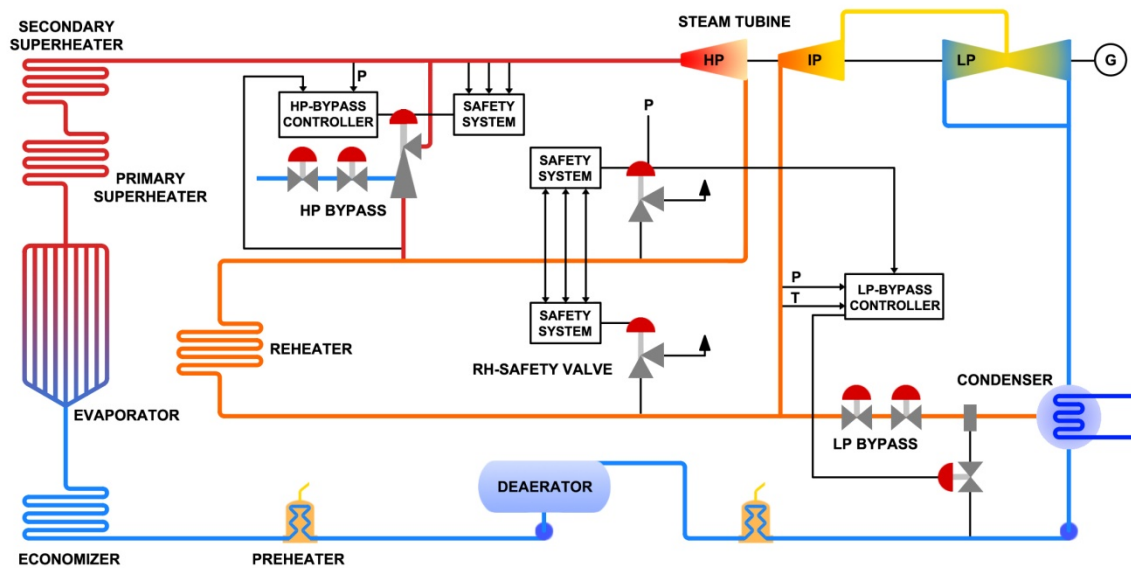 SECONDARY
SUPERHEATER
STEAM TUBINE
HP
IP
LP
G
P
HP-BYPASS
CONTROLLER
SAFETY
SYSTEM
P
PRIMARY
SUPERHEATER
HP BYPASS
SAFETY
SYSTEM
P
T
LP-BYPASS
CONTROLLER
SAFETY
SYSTEM
REHEATER
RH-SAFETY VALVE
CONDENSER
EVAPORATOR
LP BYPASS
DEAERATOR
ECONOMIZER
PREHEATER